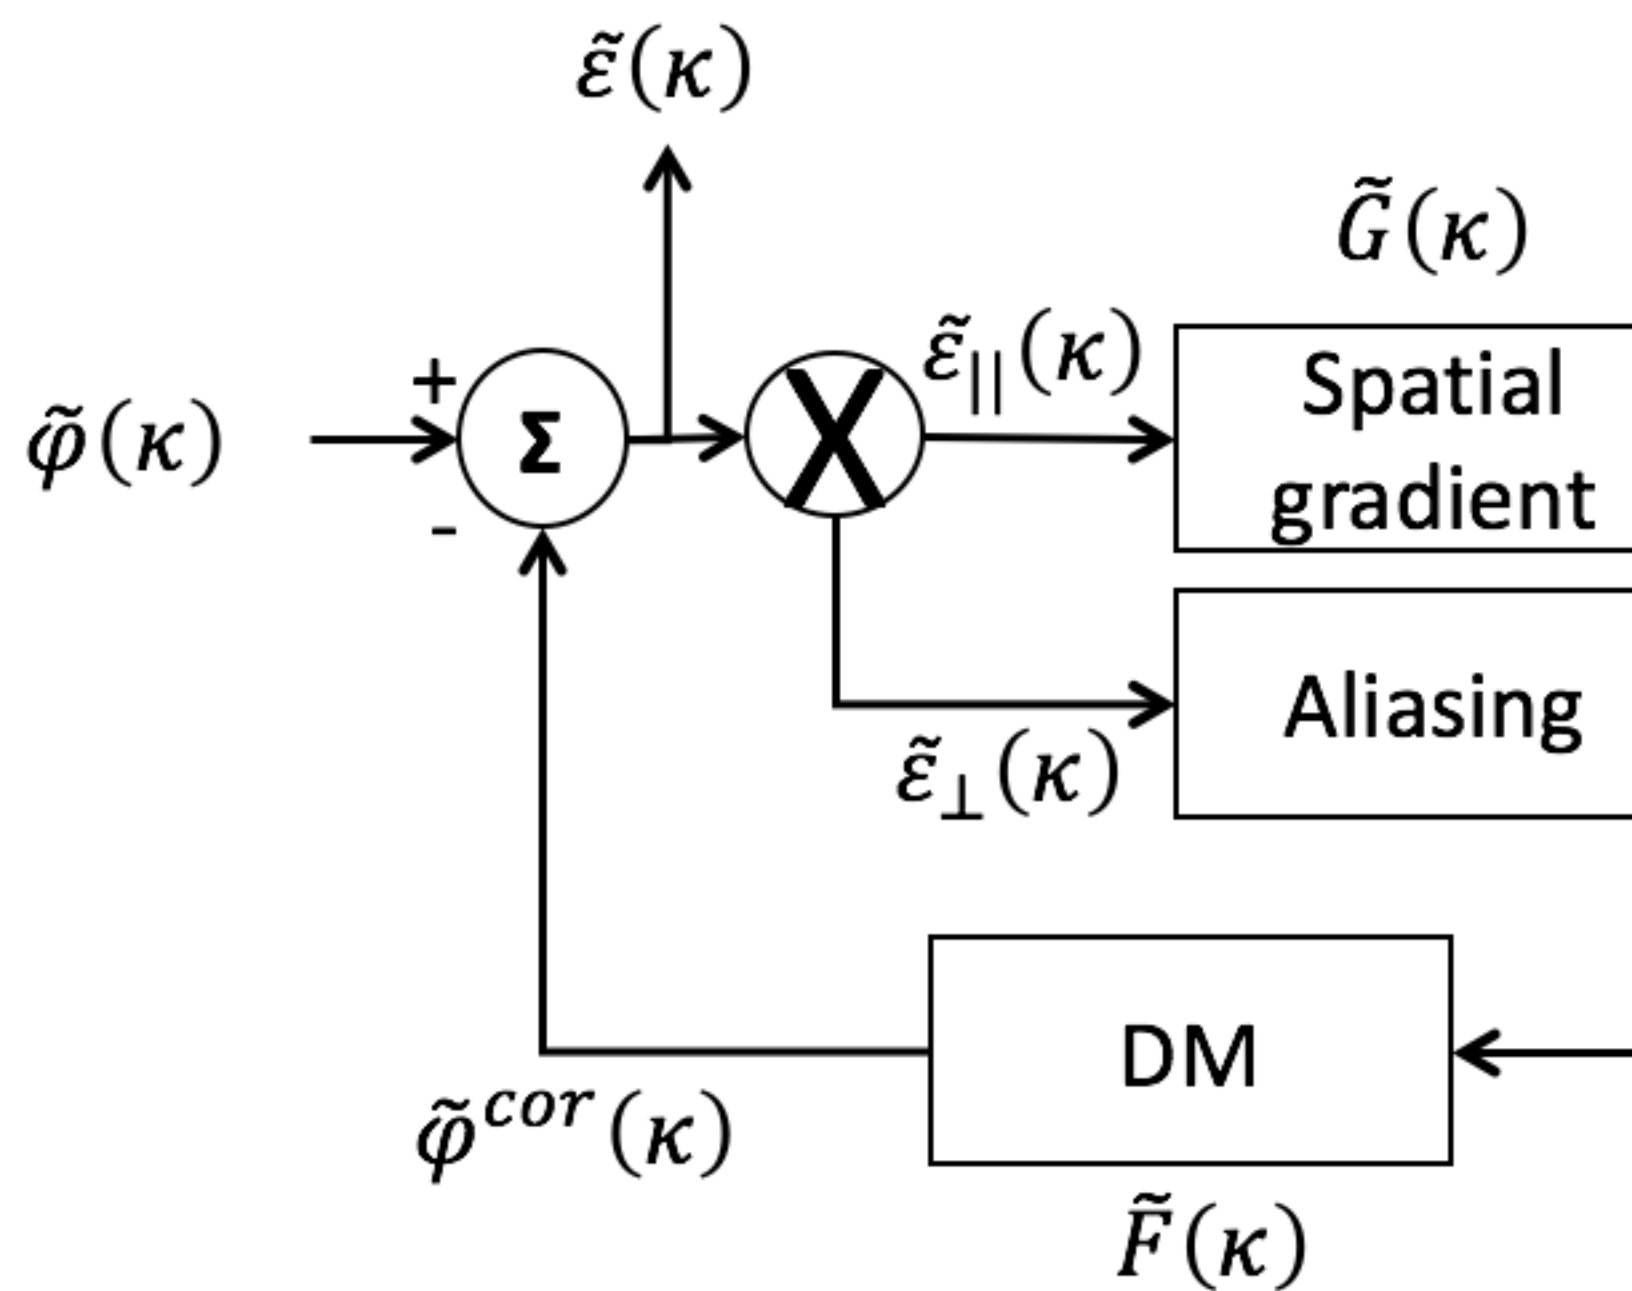 ε̃(κ)
G̃(κ)
+
ε̃||(κ)
Spatial
gradient
φ̃(κ)
Σ
X
-
Aliasing
ε̃⊥(κ)
DM
φ̃^cor(κ)
F̃(κ)